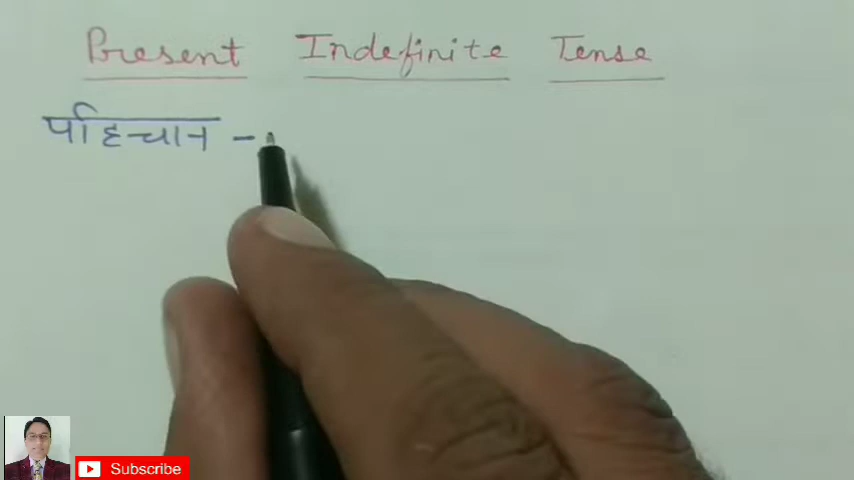 Present Indefinite Tense
पहिचान -
Subscribe